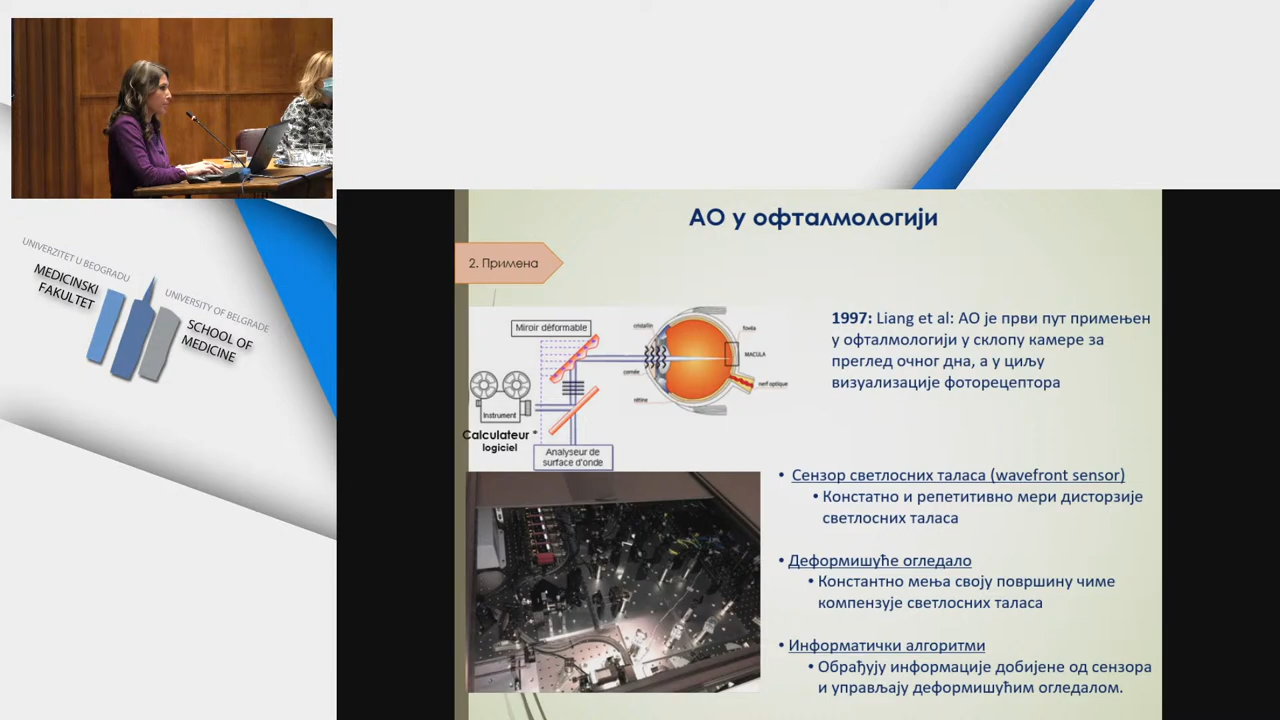 UNIVERZITET U BEOGRADU
MEDICINSKI
FAKULTET
UNIVERSITY OF BELGRADE
SCHOOL OF
MEDICINE
АО у офталмологији
2. Примена
Miroir déformable
cristallin
fovéa
MACULA
cornée
nerf optique
rétine
Instrument
Calculateur *
logiciel
Analyseur de
surface d'onde
1997: Liang et al: АО је први пут примењен
у офталмологији у склопу камере за
преглед очног дна, а у циљу
визуализације фоторецептора
• Сензор светлосних таласа (wavefront sensor)
• Констатно и репетитивно мери дисторзије
светлосних таласа
• Деформишуће огледало
• Константно мења своју површину чиме
компензује светлосних таласа
• Информатички алгоритми
• Обрађују информације добијене од сензора
и управљају деформишућим огледалом.